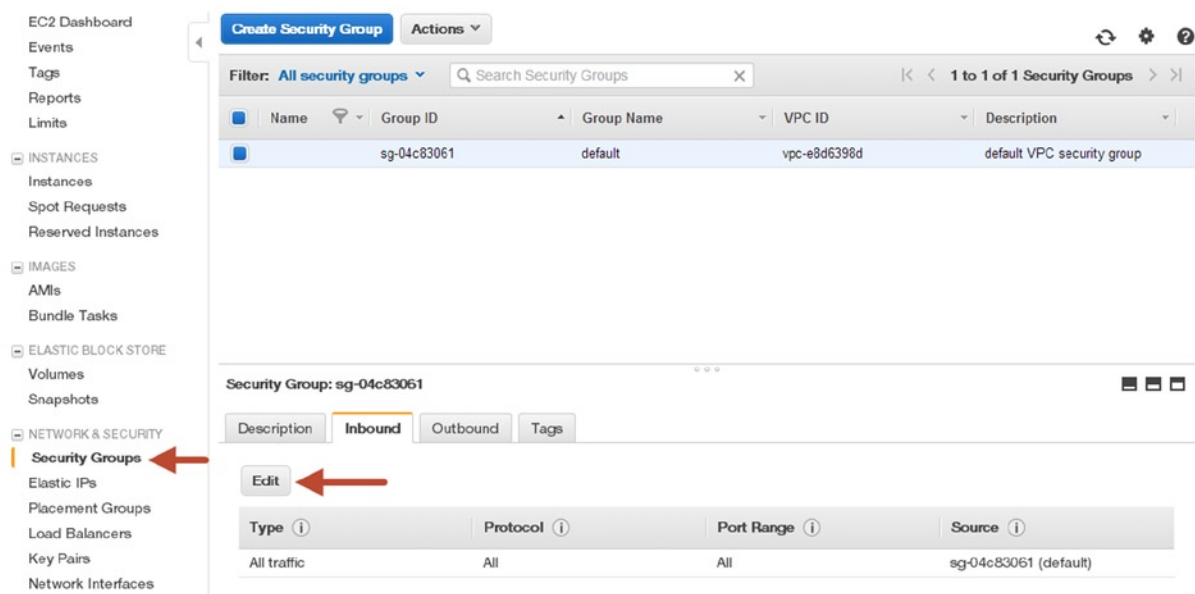 EC2 Dashboard
Events
Tags
Reports
Limits
INSTANCES
Instances
Spot Requests
Reserved Instances
IMAGES
AMIs
Bundle Tasks
ELASTIC BLOCK STORE
Volumes
Snapshots
NETWORK & SECURITY
Security Groups
Elastic IPs
Placement Groups
Load Balancers
Key Pairs
Network Interfaces
Create Security Group Actions
Filter: All security groups Search Security Groups 1 to 1 of 1 Security Groups
Name Group ID Group Name VPC ID Description
sg-04c83061 default vpc-e8d6398d default VPC security group
Security Group: sg-04c83061
Description Inbound Outbound Tags
Edit
Type Protocol Port Range Source
All traffic All All sg-04c83061 (default)